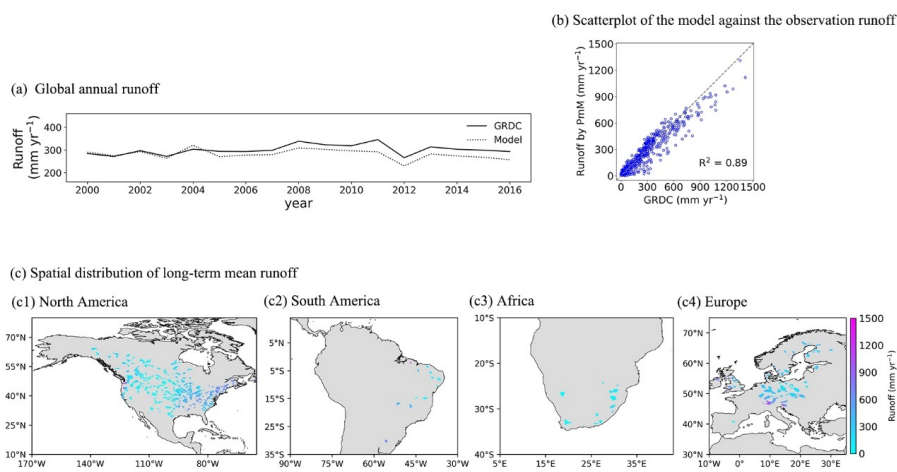 (b) Scatterplot of the model against the observation runoff
(a) Global annual runoff
Runoff
(mm yr⁻¹)
400
300
200
GRDC
Model
2000 2002 2004 2006 2008 2010 2012 2014 2016
year
Runoff by PmM (mm yr⁻¹)
1500
1200
900
600
300
0
R² = 0.89
0 300 600 900 1200 1500
GRDC (mm yr⁻¹)
(c) Spatial distribution of long-term mean runoff
(c1) North America
70°N
55°N
40°N
25°N
10°N
170°W 140°W 110°W 80°W
(c2) South America
5°N
5°S
15°S
25°S
35°S
90°W 75°W 60°W 45°W 30°W
(c3) Africa
10°S
20°S
30°S
40°S
5°E 15°E 25°E 35°E
(c4) Europe
70°N
60°N
50°N
40°N
30°N
10°W 0° 10°E 20°E 30°E
1500
1200
900
600
300
0
Runoff (mm yr⁻¹)